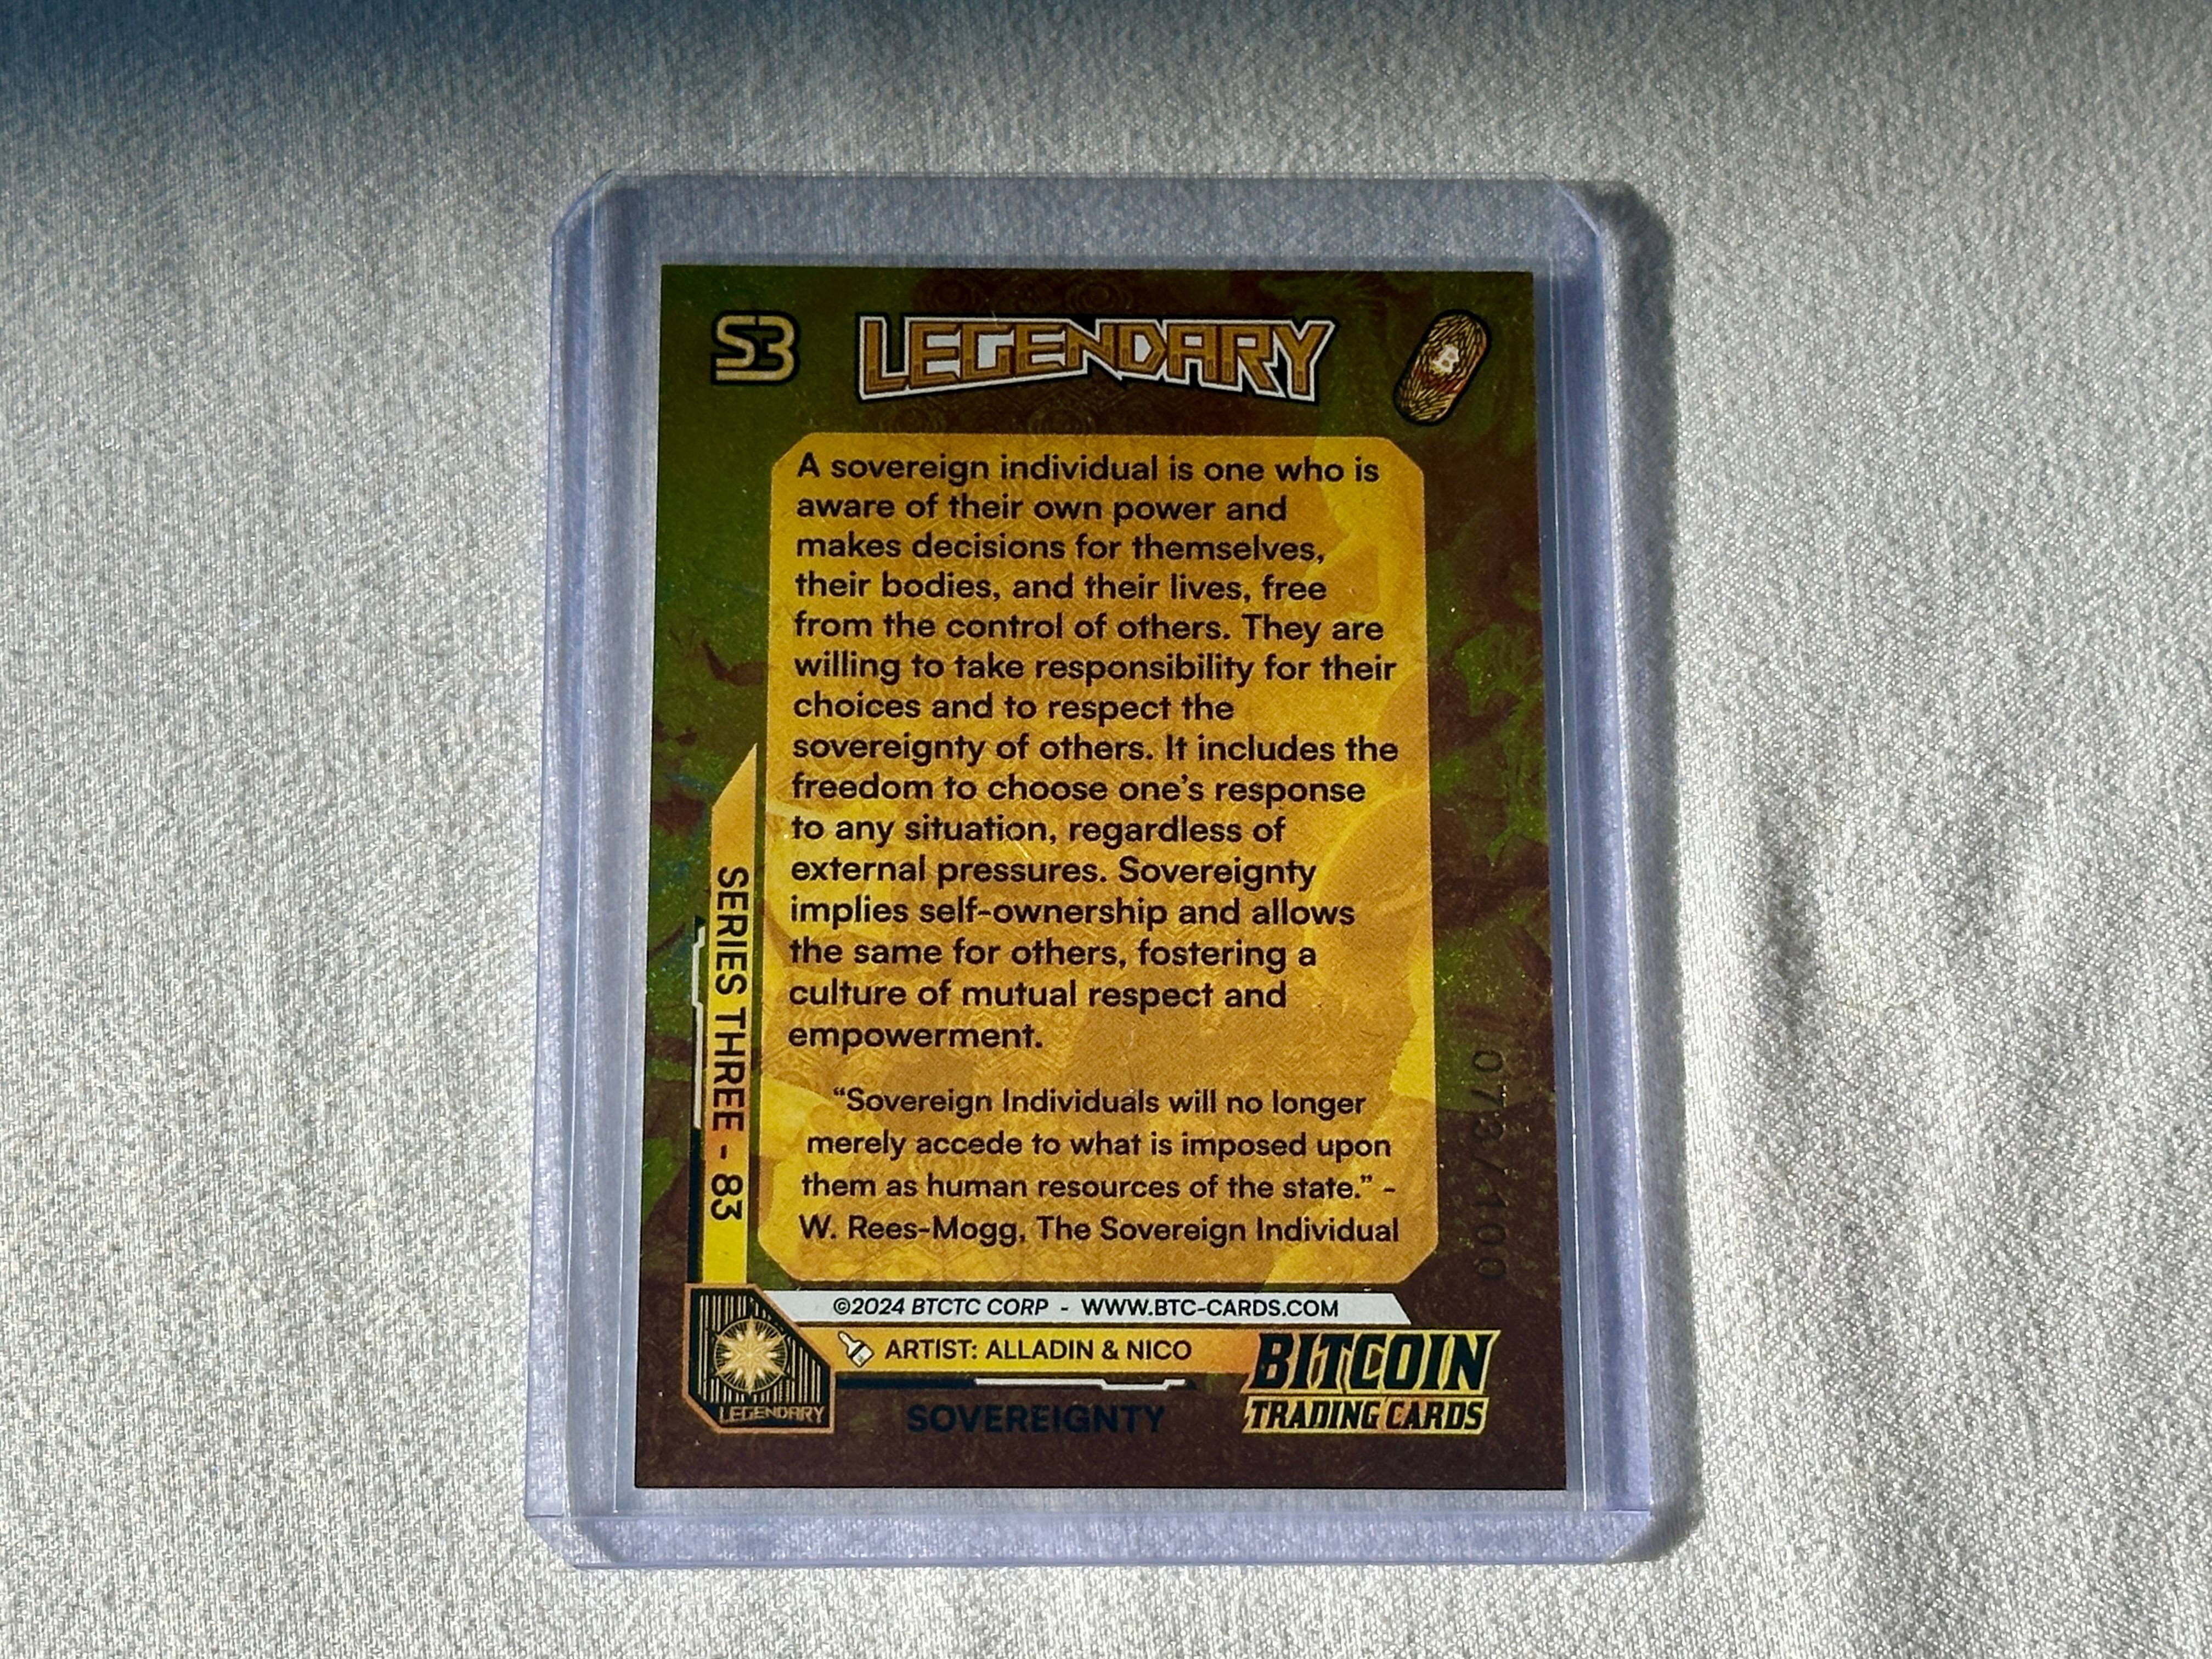 S3
LEGENDARY
B
A sovereign individual is one who is
aware of their own power and
makes decisions for themselves,
their bodies, and their lives, free
from the control of others. They are
willing to take responsibility for their
choices and to respect the
sovereignty of others. It includes the
freedom to choose one’s response
to any situation, regardless of
external pressures. Sovereignty
implies self-ownership and allows
the same for others, fostering a
culture of mutual respect and
empowerment.
“Sovereign Individuals will no longer
merely accede to what is imposed upon
them as human resources of the state.” -
W. Rees-Mogg, The Sovereign Individual
SERIES THREE - 83
073/100
©2024 BTCTC CORP - WWW.BTC-CARDS.COM
ARTIST: ALLADIN & NICO
LEGENDARY
SOVEREIGNTY
BITCOIN
TRADING CARDS